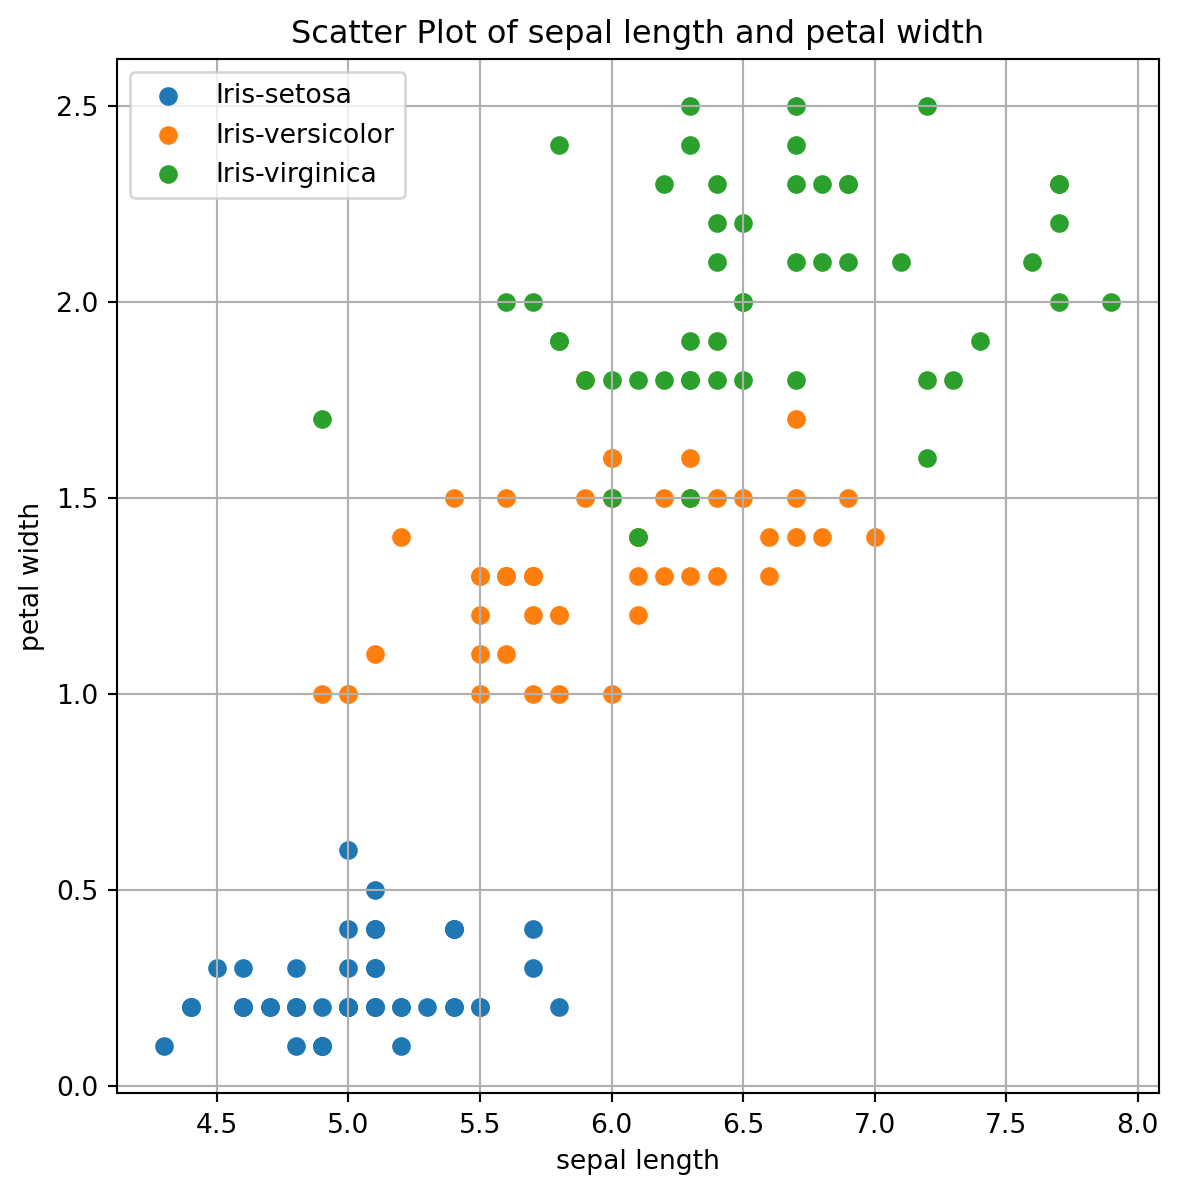 Scatter Plot of sepal length and petal width
Iris-setosa
Iris-versicolor
Iris-virginica
petal width
2.5
2.0
1.5
1.0
0.5
0.0
4.5 5.0 5.5 6.0 6.5 7.0 7.5 8.0
sepal length